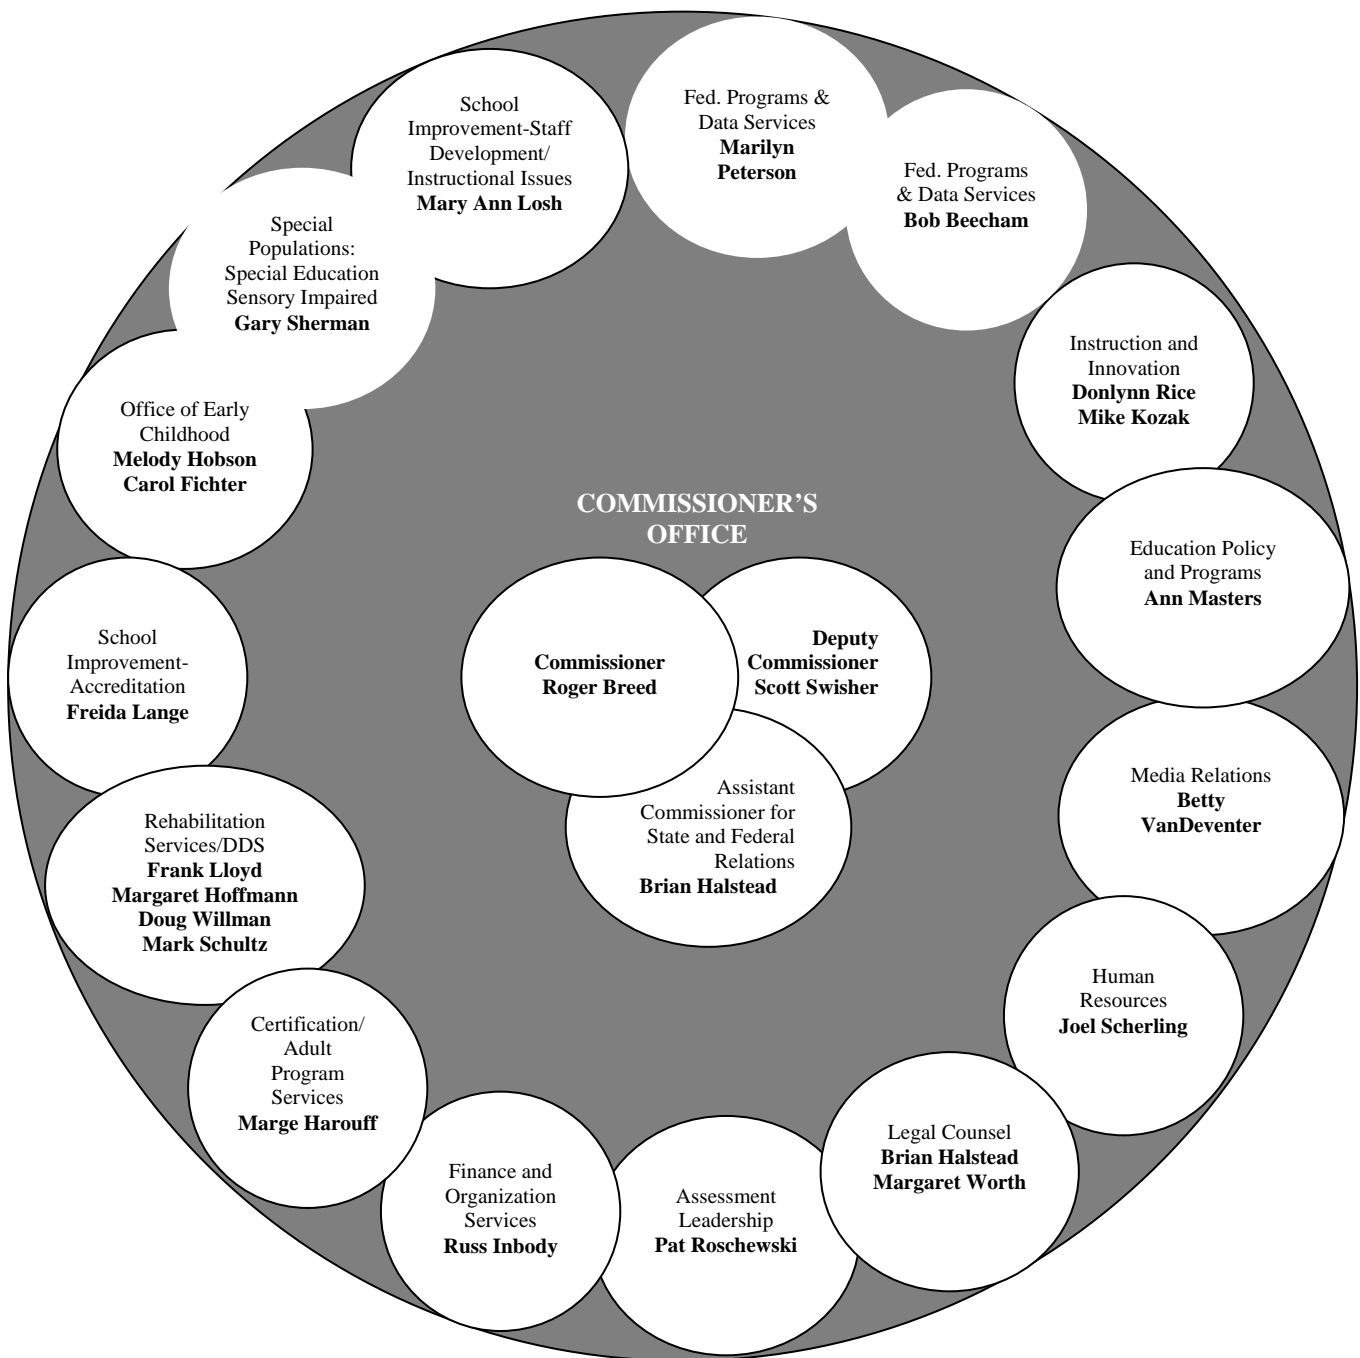 School
Improvement-Staff
Development/
Instructional Issues
Mary Ann Losh
Fed. Programs &
Data Services
Marilyn
Peterson
Fed. Programs
& Data Services
Bob Beecham
Special
Populations:
Special Education
Sensory Impaired
Gary Sherman
Instruction and
Innovation
Donlynn Rice
Mike Kozak
Office of Early
Childhood
Melody Hobson
Carol Fichter
COMMISSIONER’S
OFFICE
Education Policy
and Programs
Ann Masters
School
Improvement-
Accreditation
Freida Lange
Commissioner
Roger Breed
Deputy
Commissioner
Scott Swisher
Assistant
Commissioner for
State and Federal
Relations
Brian Halstead
Media Relations
Betty
VanDeventer
Rehabilitation
Services/DDS
Frank Lloyd
Margaret Hoffmann
Doug Willman
Mark Schultz
Human
Resources
Joel Scherling
Certification/
Adult
Program
Services
Marge Harouff
Finance and
Organization
Services
Russ Inbody
Assessment
Leadership
Pat Roschewski
Legal Counsel
Brian Halstead
Margaret Worth